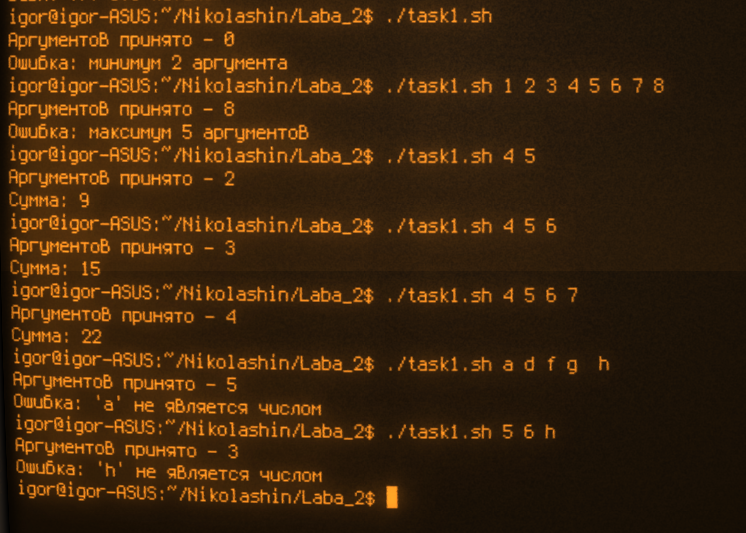 igor@igor-ASUS:~/Nikolashin/Laba_2$ ./task1.sh
Аргументов принято - 0
Ошибка: минимум 2 аргумента
igor@igor-ASUS:~/Nikolashin/Laba_2$ ./task1.sh 1 2 3 4 5 6 7 8
Аргументов принято - 8
Ошибка: максимум 5 аргументов
igor@igor-ASUS:~/Nikolashin/Laba_2$ ./task1.sh 4 5
Аргументов принято - 2
Сумма: 9
igor@igor-ASUS:~/Nikolashin/Laba_2$ ./task1.sh 4 5 6
Аргументов принято - 3
Сумма: 15
igor@igor-ASUS:~/Nikolashin/Laba_2$ ./task1.sh 4 5 6 7
Аргументов принято - 4
Сумма: 22
igor@igor-ASUS:~/Nikolashin/Laba_2$ ./task1.sh a d f g  h
Аргументов принято - 5
Ошибка: 'a' не является числом
igor@igor-ASUS:~/Nikolashin/Laba_2$ ./task1.sh 5 6 h
Аргументов принято - 3
Ошибка: 'h' не является числом
igor@igor-ASUS:~/Nikolashin/Laba_2$